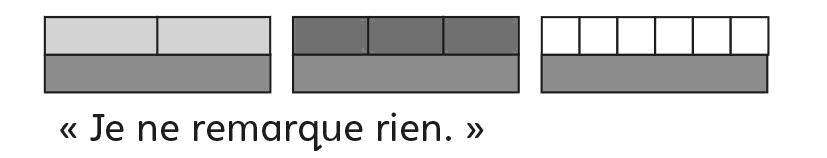 « Je ne remarque rien. »